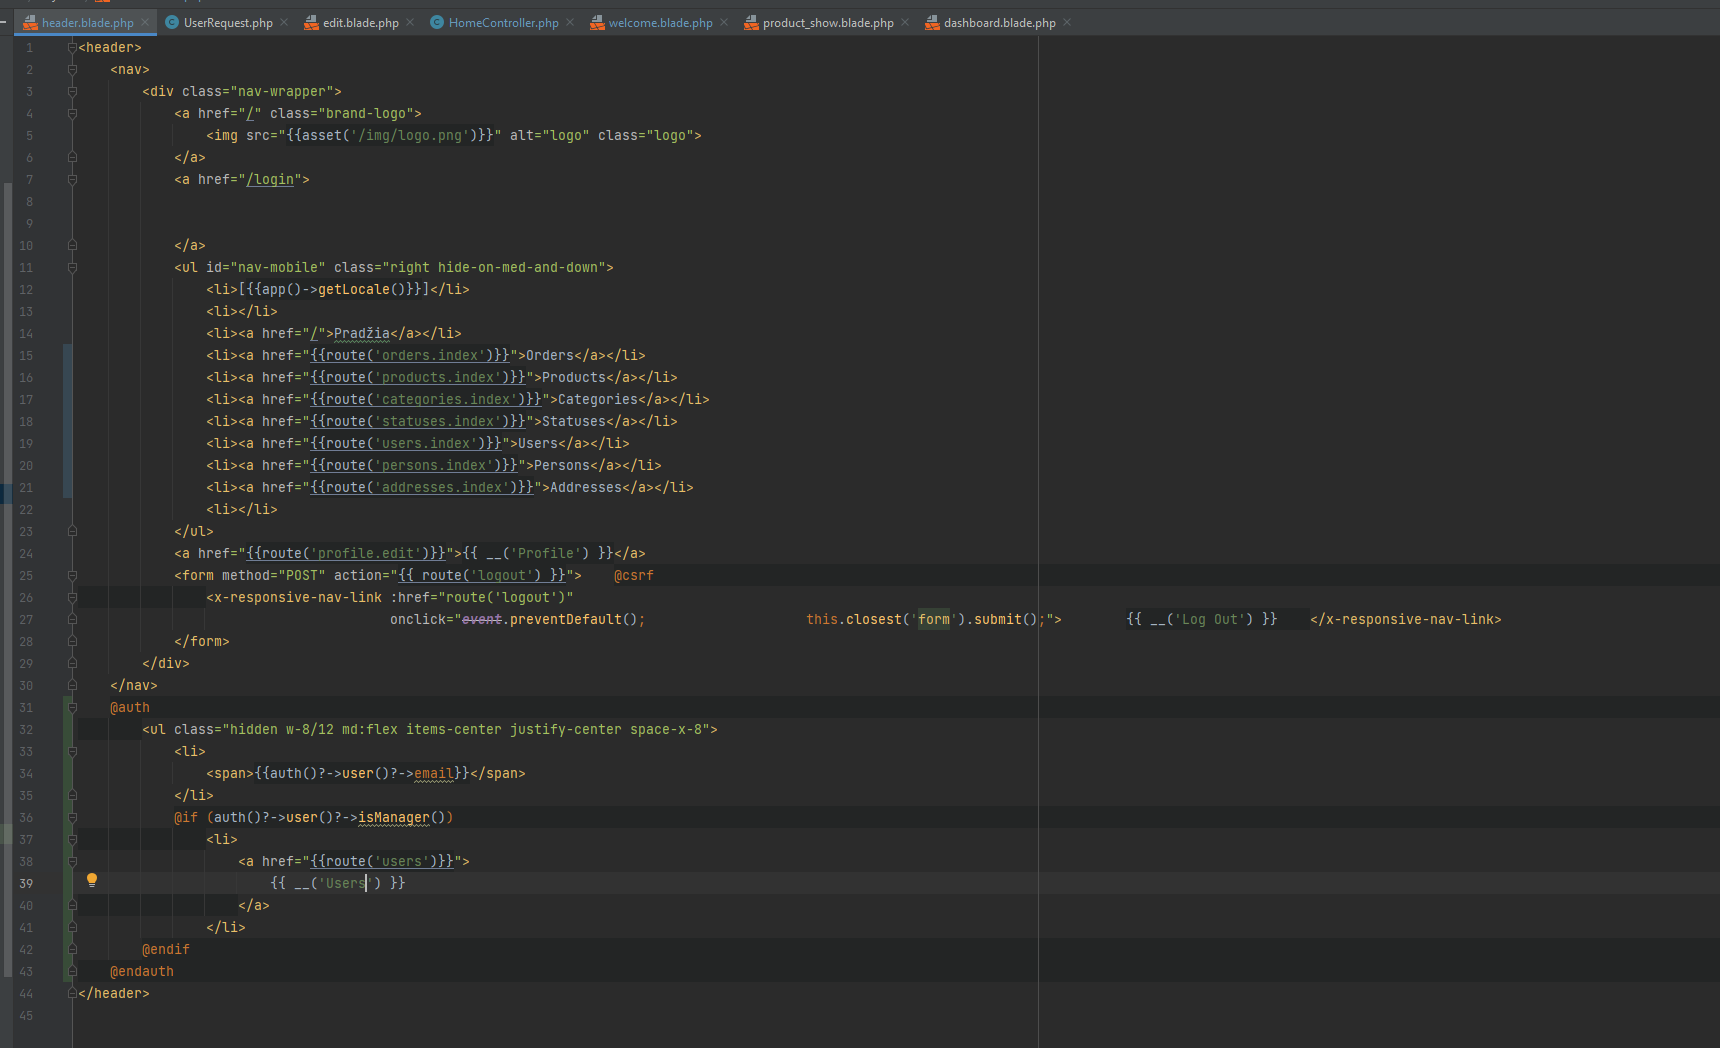 header.blade.php UserRequest.php edit.blade.php HomeController.php welcome.blade.php product_show.blade.php dashboard.blade.php
1 <header>
2 <nav>
3 <div class="nav-wrapper">
4 <a href="/" class="brand-logo">
5 <img src="{{asset('/img/logo.png')}}" alt="logo" class="logo">
6 </a>
7 <a href="/login">
8
9
10 </a>
11 <ul id="nav-mobile" class="right hide-on-med-and-down">
12 <li>[{{app()->getLocale()}}]</li>
13 <li></li>
14 <li><a href="/">Pradžia</a></li>
15 <li><a href="{{route('orders.index')}}">Orders</a></li>
16 <li><a href="{{route('products.index')}}">Products</a></li>
17 <li><a href="{{route('categories.index')}}">Categories</a></li>
18 <li><a href="{{route('statuses.index')}}">Statuses</a></li>
19 <li><a href="{{route('users.index')}}">Users</a></li>
20 <li><a href="{{route('persons.index')}}">Persons</a></li>
21 <li><a href="{{route('addresses.index')}}">Addresses</a></li>
22 <li></li>
23 </ul>
24 <a href="{{route('profile.edit')}}">{{ __('Profile') }}</a>
25 <form method="POST" action="{{ route('logout') }}"> @csrf
26 <x-responsive-nav-link :href="route('logout')"
27 onclick="event.preventDefault(); this.closest('form').submit();"> {{ __('Log Out') }} </x-responsive-nav-link>
28 </form>
29 </div>
30 </nav>
31 @auth
32 <ul class="hidden w-8/12 md:flex items-center justify-center space-x-8">
33 <li>
34 <span>{{auth()?->user()?->email}}</span>
35 </li>
36 @if (auth()?->user()?->isManager())
37 <li>
38 <a href="{{route('users')}}">
39 {{ __('Users') }}
40 </a>
41 </li>
42 @endif
43 @endauth
44 </header>
45